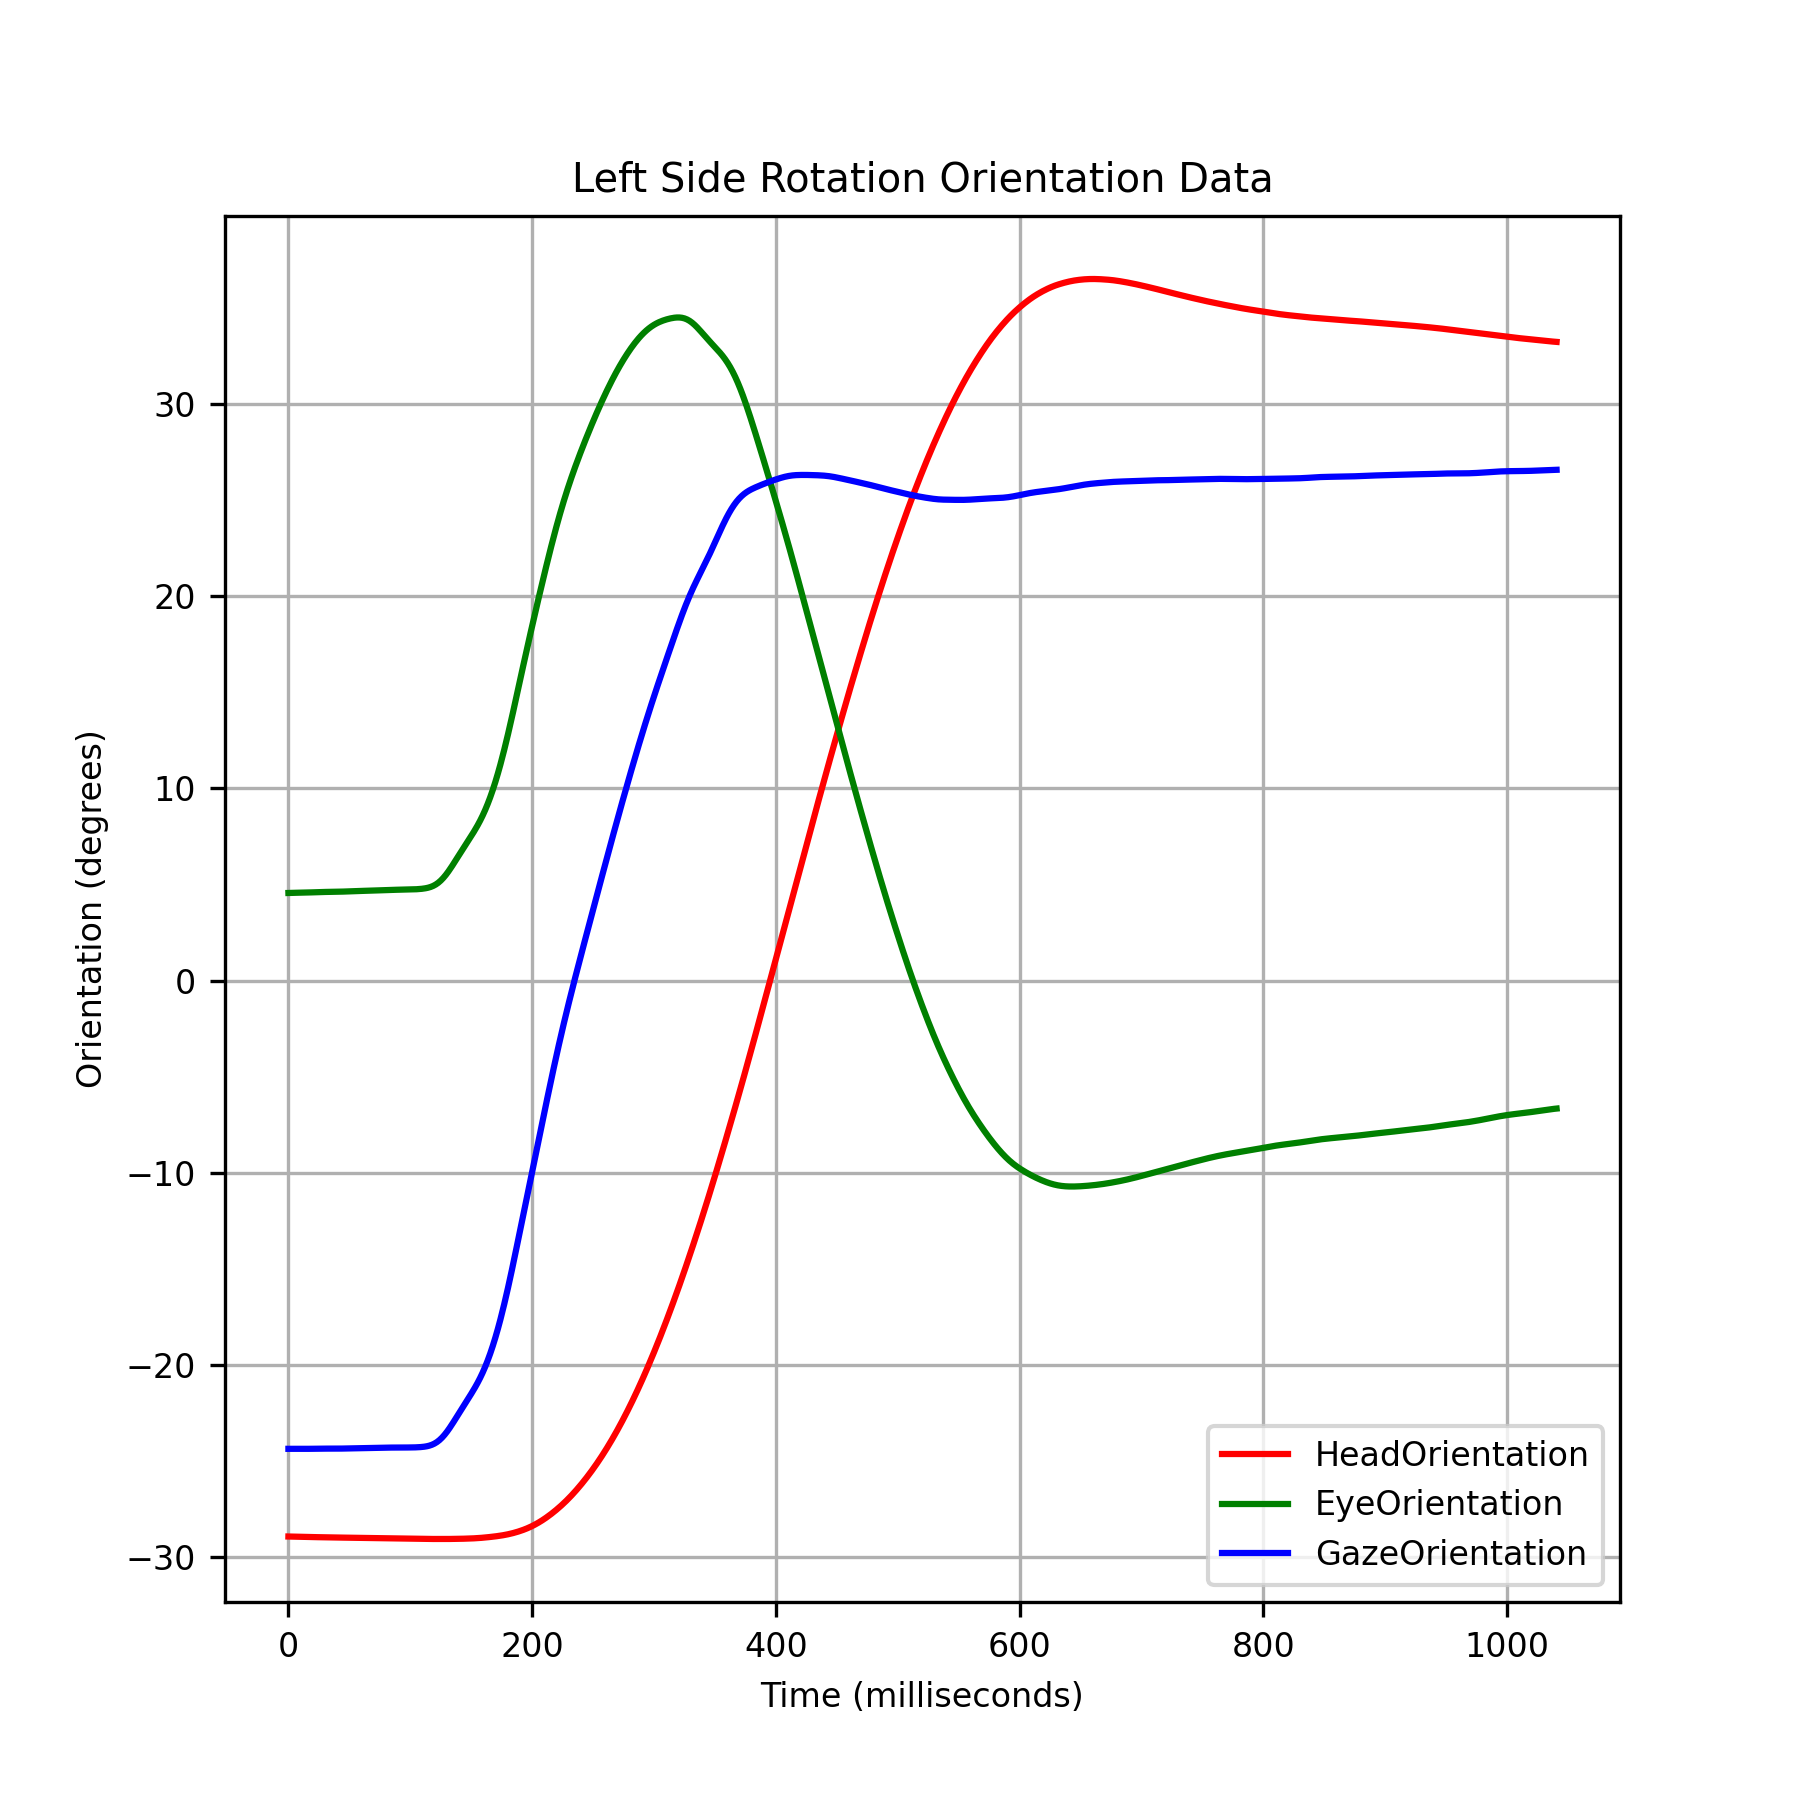 Left Side Rotation Orientation Data
Orientation (degrees)
30
20
10
0
−10
−20
−30
HeadOrientation
EyeOrientation
GazeOrientation
0 200 400 600 800 1000
Time (milliseconds)